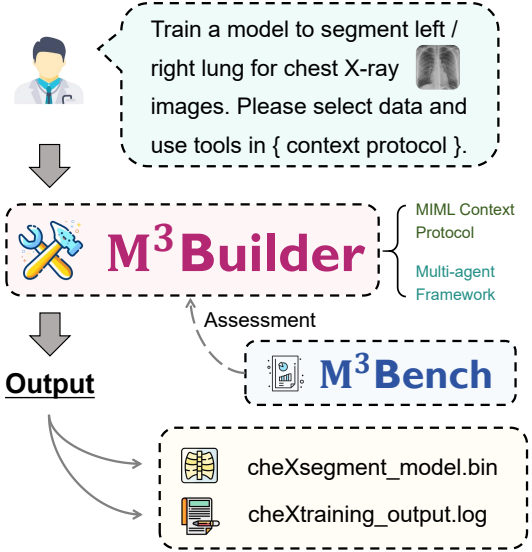 Train a model to segment left /
right lung for chest X-ray
images. Please select data and
use tools in { context protocol }.
M³Builder
MIML Context
Protocol
Multi-agent
Framework
Assessment
M³Bench
Output
cheXsegment_model.bin
cheXtraining_output.log